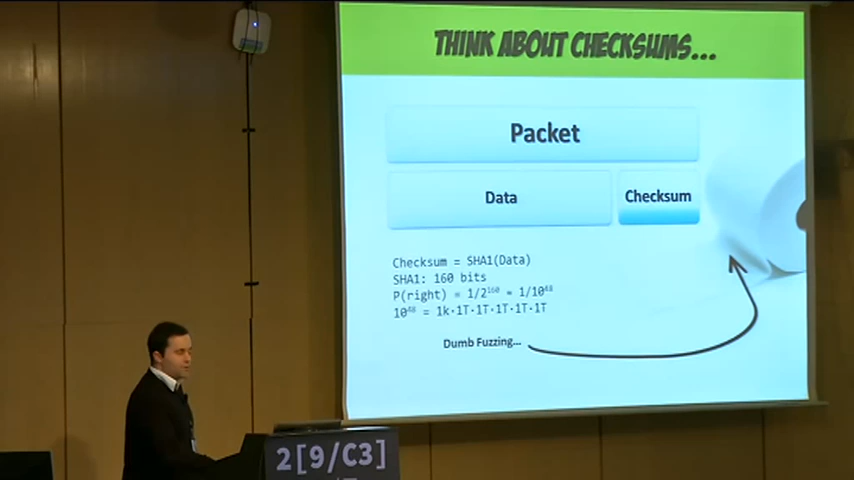 THINK ABOUT CHECKSUMS...
Packet
Data
Checksum
Checksum = SHA1(Data)
SHA1: 160 bits
P(right) = 1/2¹⁶⁰ = 1/10⁴⁸
10⁴⁸ = 1k·1T·1T·1T·1T·1T
Dumb Fuzzing...
2[9/C3]